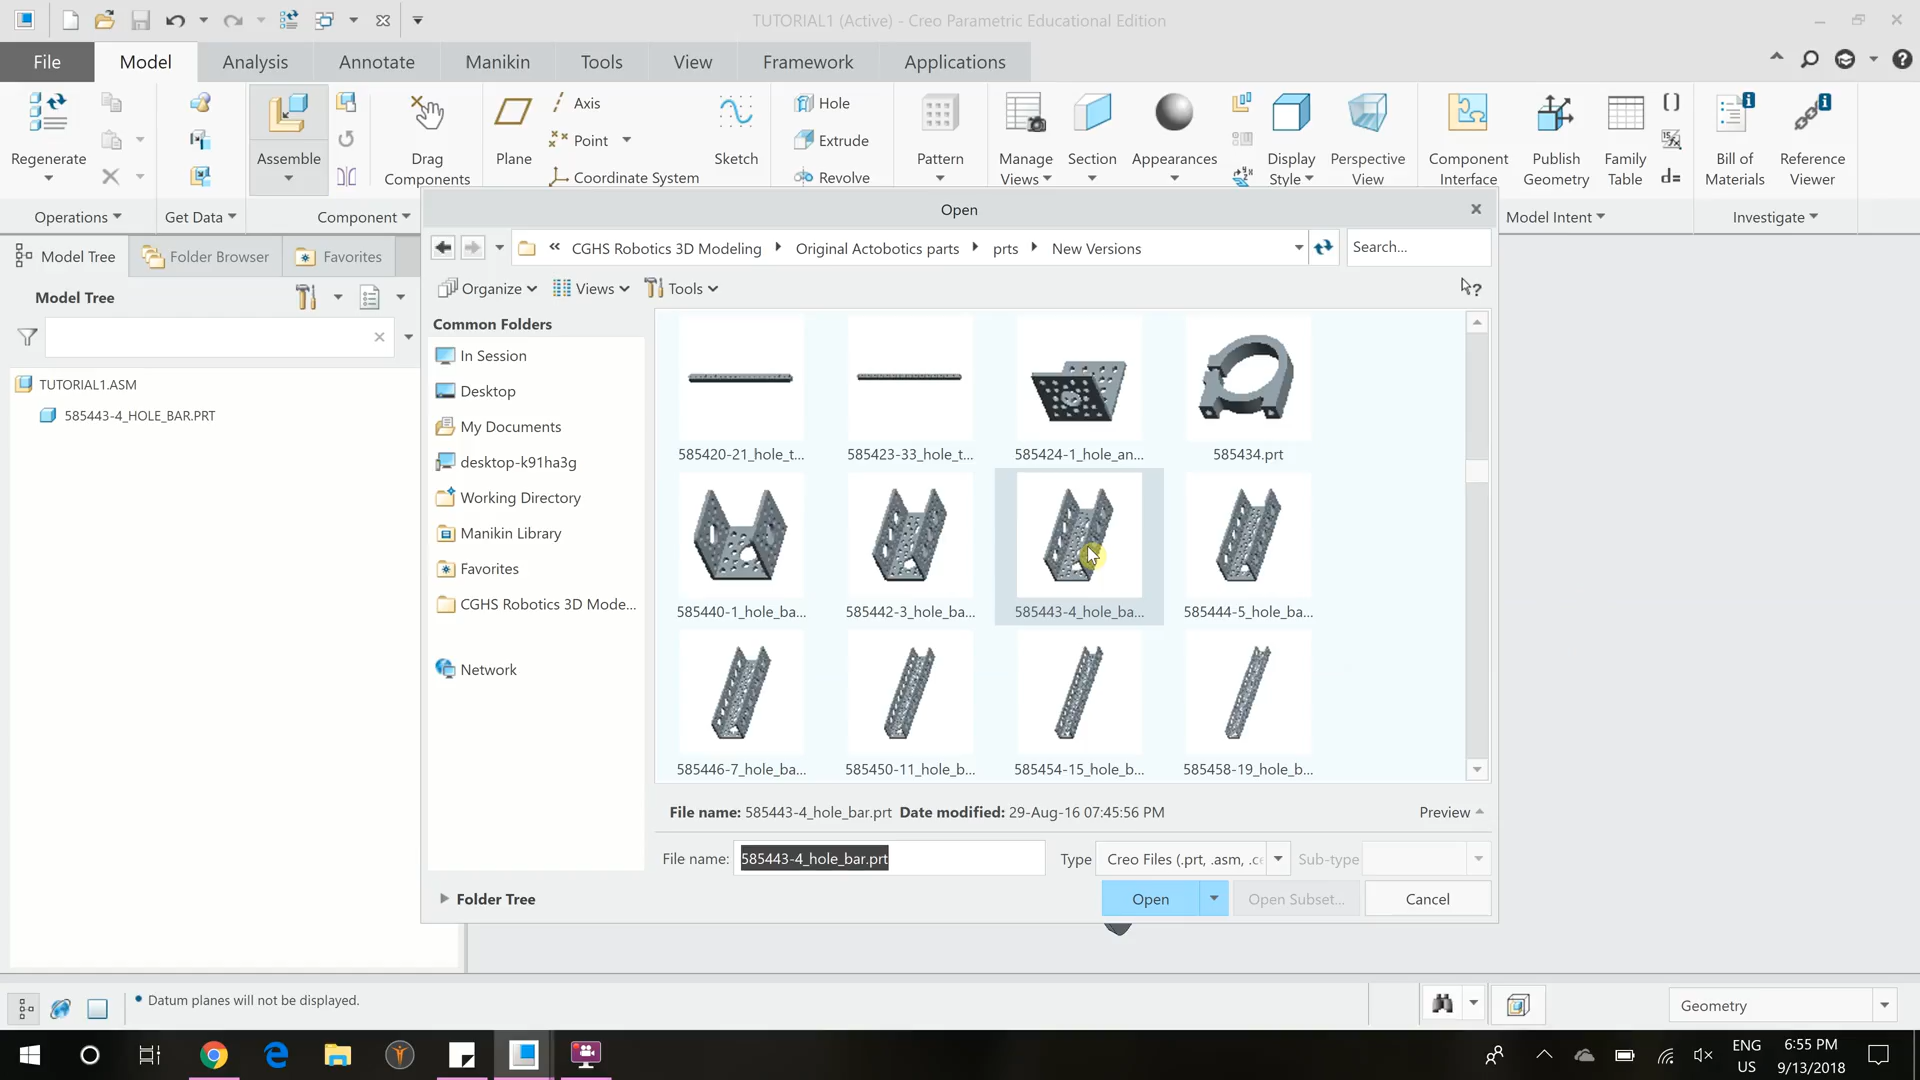 TUTORIAL1 (Active) - Creo Parametric Educational Edition
File Model Analysis Annotate Manikin Tools View Framework Applications
Regenerate
Assemble
Drag Components
Plane
Axis
Point
Coordinate System
Sketch
Hole
Extrude
Revolve
Pattern
Manage Views
Section
Appearances
Display Style
Perspective View
Component Interface
Publish Geometry
Family Table
d=
Bill of Materials
Reference Viewer
Operations Get Data Component Model Intent Investigate
Open
Model Tree Folder Browser Favorites
« CGHS Robotics 3D Modeling Original Actobotics parts prts New Versions
Search...
Model Tree
Organize Views Tools
Common Folders
In Session
Desktop
My Documents
desktop-k91ha3g
Working Directory
Manikin Library
Favorites
CGHS Robotics 3D Mode...
Network
TUTORIAL1.ASM
585443-4_HOLE_BAR.PRT
585420-21_hole_t... 585423-33_hole_t... 585424-1_hole_an... 585434.prt
585440-1_hole_ba... 585442-3_hole_ba... 585443-4_hole_ba... 585444-5_hole_ba...
585446-7_hole_ba... 585450-11_hole_b... 585454-15_hole_b... 585458-19_hole_b...
File name: 585443-4_hole_bar.prt Date modified: 29-Aug-16 07:45:56 PM
Preview
File name: 585443-4_hole_bar.prt Type Creo Files (.prt, .asm, .ce Sub-type
Folder Tree
Open Open Subset... Cancel
• Datum planes will not be displayed.
Geometry
ENG
US
6:55 PM
9/13/2018